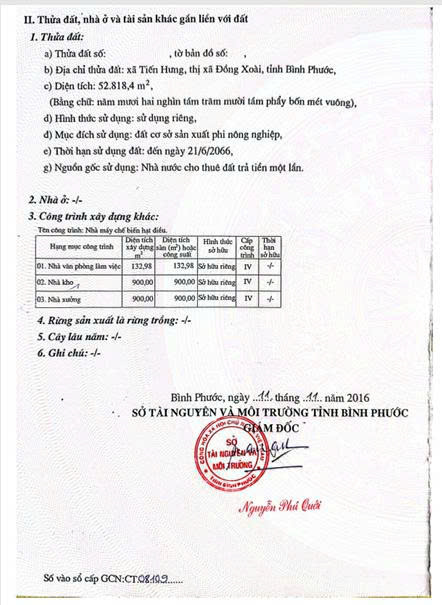 II. Thửa đất, nhà ở và tài sản khác gắn liền với đất
1. Thửa đất:
a) Thửa đất số: , tờ bản đồ số: ,
b) Địa chỉ thửa đất: xã Tiến Hưng, thị xã Đồng Xoài, tỉnh Bình Phước,
c) Diện tích: 52.818,4 m²,
(Bằng chữ: năm mươi hai nghìn tám trăm mười tám phẩy bốn mét vuông),
d) Hình thức sử dụng: sử dụng riêng,
đ) Mục đích sử dụng: đất cơ sở sản xuất phi nông nghiệp,
e) Thời hạn sử dụng đất: đến ngày 21/6/2066,
g) Nguồn gốc sử dụng: Nhà nước cho thuê đất trả tiền một lần.
2. Nhà ở: -/-
3. Công trình xây dựng khác:
Tên công trình: Nhà máy chế biến hạt điều.
Hạng mục công trình Diện tích xây dựng m² Diện tích sàn (m²) hoặc công suất Hình thức sở hữu Cấp công trình Thời hạn sở hữu
01. Nhà văn phòng làm việc 132,98 132,98 Sở hữu riêng IV -/-
02. Nhà kho 900,00 900,00 Sở hữu riêng IV -/-
03. Nhà xưởng 900,00 900,00 Sở hữu riêng IV -/-
4. Rừng sản xuất là rừng trồng: -/-
5. Cây lâu năm: -/-
6. Ghi chú: -/-
Bình Phước, ngày 11 tháng 11 năm 2016
SỞ TÀI NGUYÊN VÀ MÔI TRƯỜNG TỈNH BÌNH PHƯỚC
GIÁM ĐỐC
SỞ
TÀI NGUYÊN VÀ
MÔI TRƯỜNG
TỈNH BÌNH PHƯỚC
Nguyễn Phú Quới
Số vào sổ cấp GCN:CT08109......